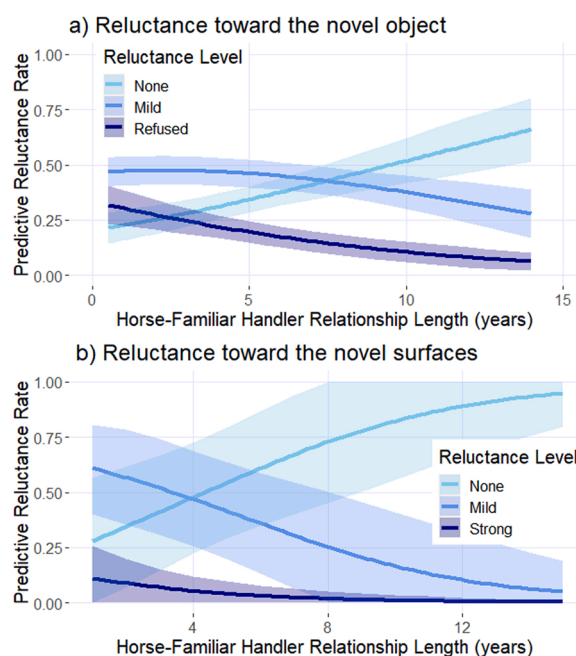 a) Reluctance toward the novel object
Predictive Reluctance Rate
1.00
0.75
0.50
0.25
0.00
Reluctance Level
None
Mild
Refused
0 5 10 15
Horse-Familiar Handler Relationship Length (years)
b) Reluctance toward the novel surfaces
Predictive Reluctance Rate
1.00
0.75
0.50
0.25
0.00
Reluctance Level
None
Mild
Strong
4 8 12
Horse-Familiar Handler Relationship Length (years)